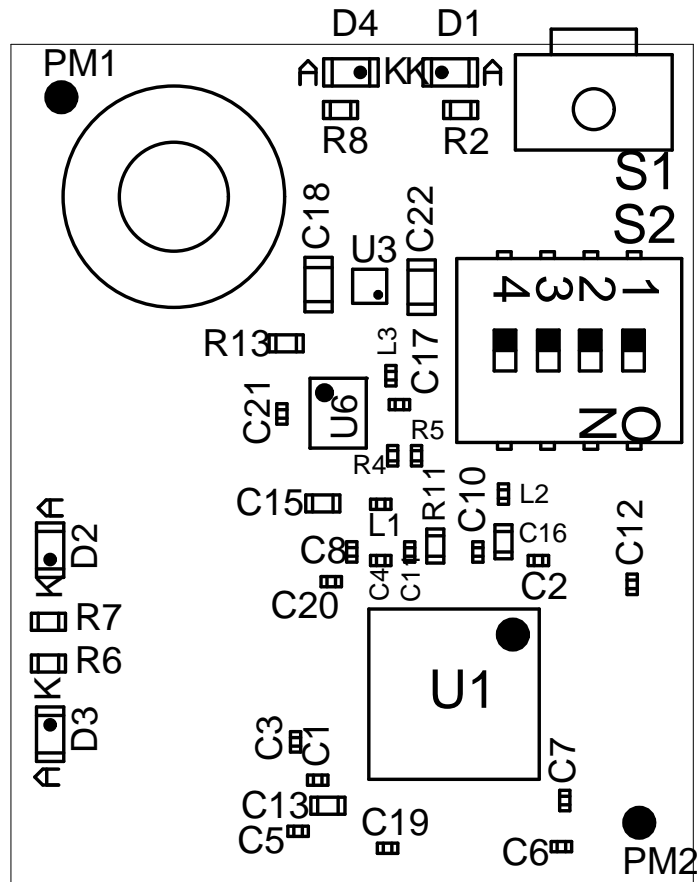 D4 D1
PM1
A KK A
R8 R2
S1
C18 C22 S2
U3
4 3 2 1
R13
L3 C17
C21 U6 ON
R4 R5
C15 L1 R11 C10 L2 C16 C12
A
D2
K
C8 C4 C11 C2
C20
R7
R6
U1
K
D3
A
C3 C1 C7
C13
C5 C19 C6 PM2